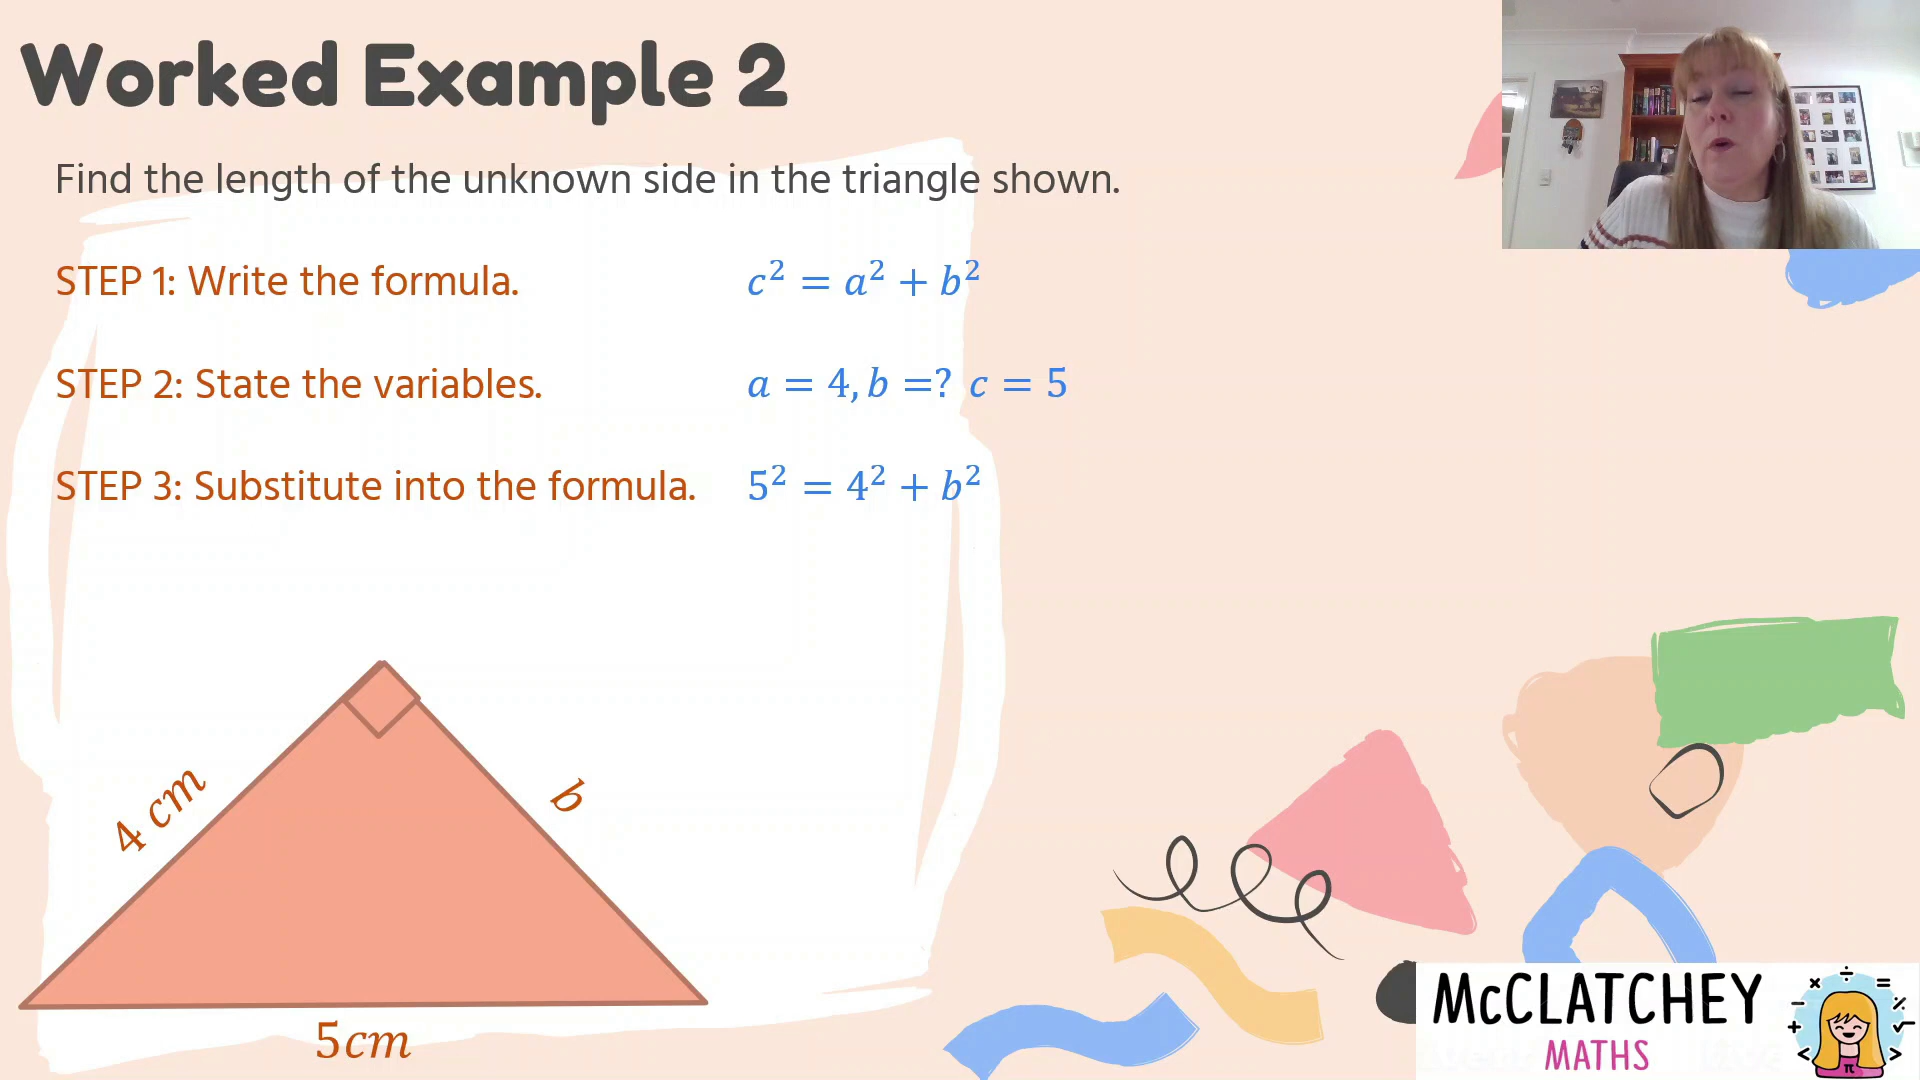 Worked Example 2
Find the length of the unknown side in the triangle shown.
STEP 1: Write the formula. c² = a² + b²
STEP 2: State the variables. a = 4, b =? c = 5
STEP 3: Substitute into the formula. 5² = 4² + b²
4 cm
b
5cm
McCLATCHEY
MATHS